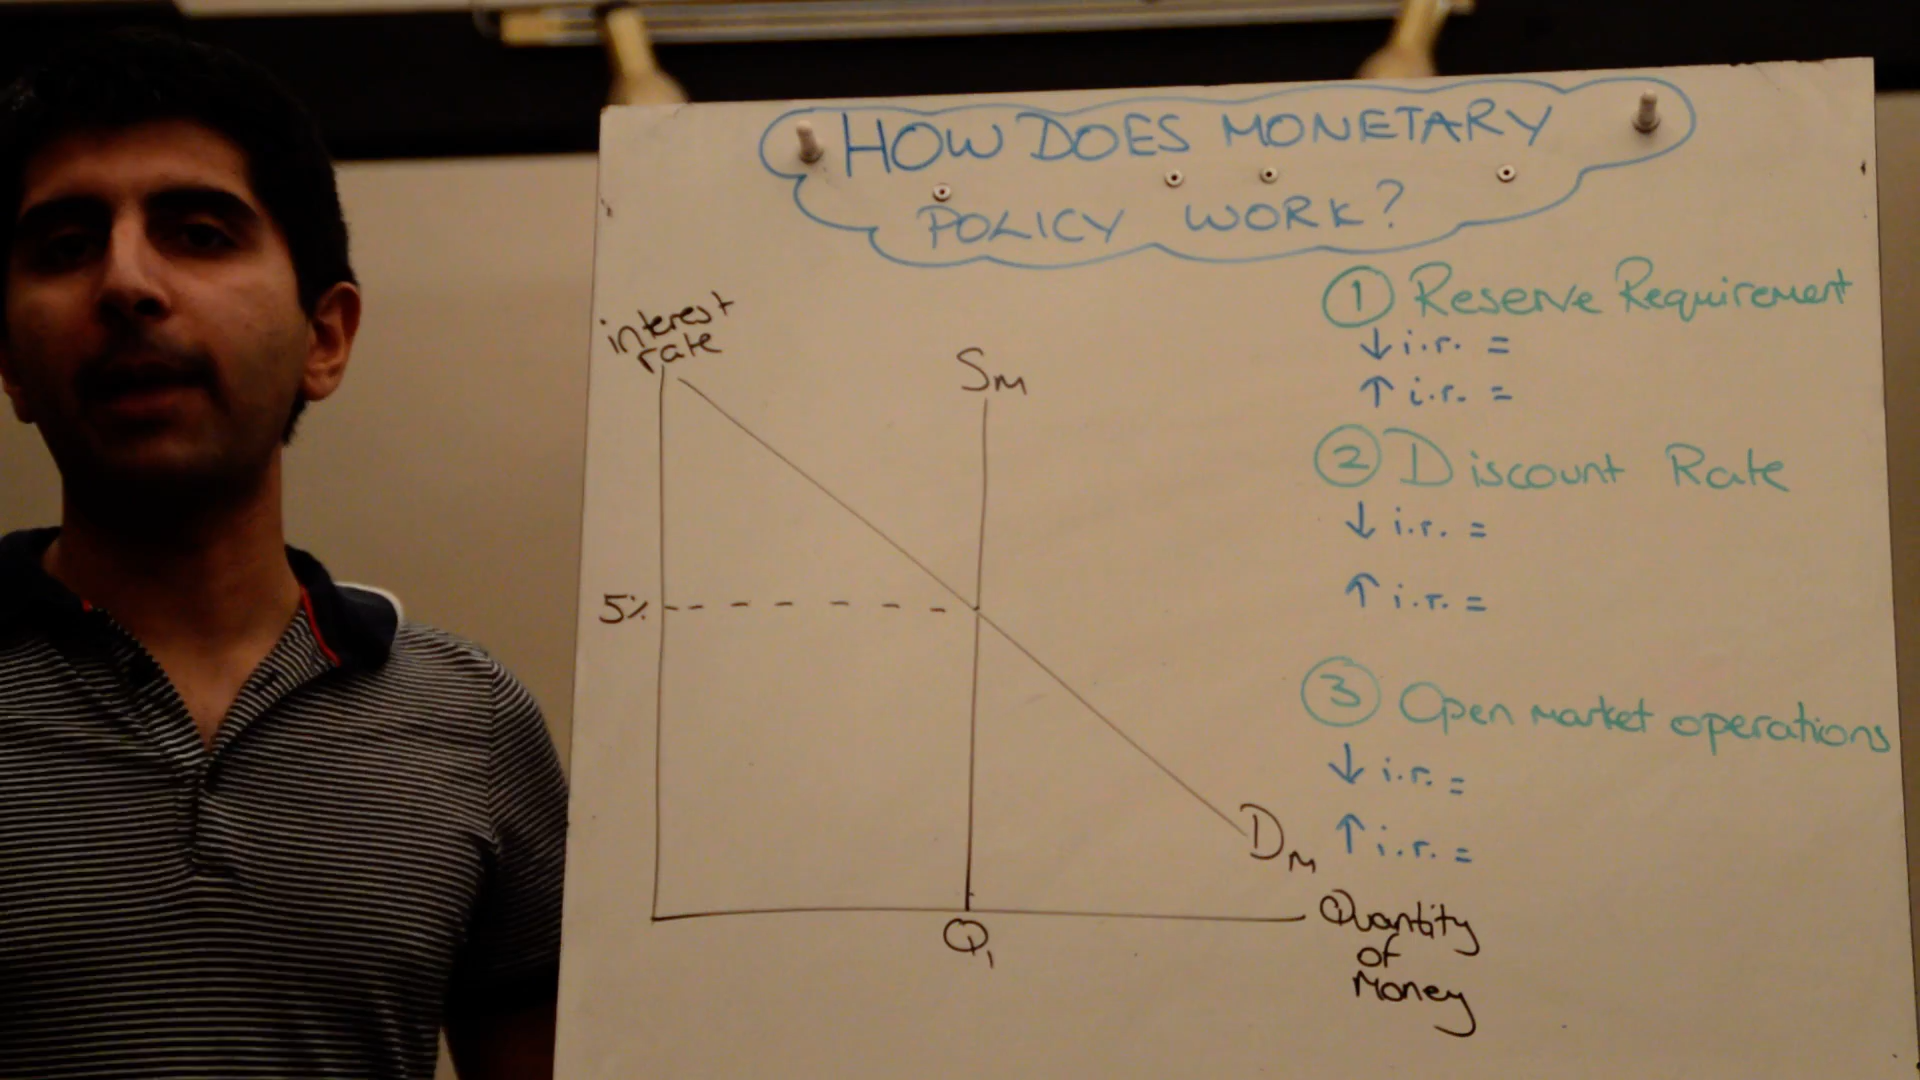 HOW DOES MONETARY
POLICY WORK?
interest
rate
SM
5%
DM
Q1
Quantity
of
Money
① Reserve Requirement
↓ i.r. =
↑ i.r. =
② Discount Rate
↓ i.r. =
↑ i.r. =
③ Open market operations
↓ i.r. =
↑ i.r. =